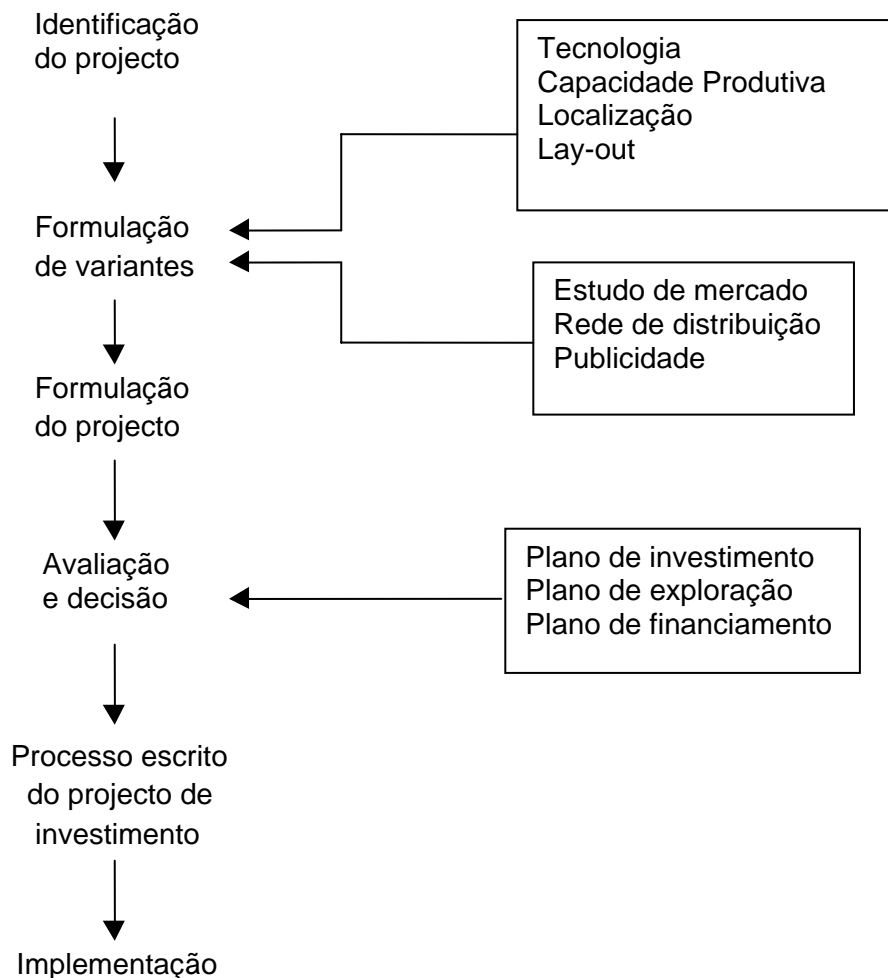 Identificação
do projecto
Tecnologia
Capacidade Produtiva
Localização
Lay-out
Formulação
de variantes
Estudo de mercado
Rede de distribuição
Publicidade
Formulação
do projecto
Avaliação
e decisão
Plano de investimento
Plano de exploração
Plano de financiamento
Processo escrito
do projecto de
investimento
Implementação